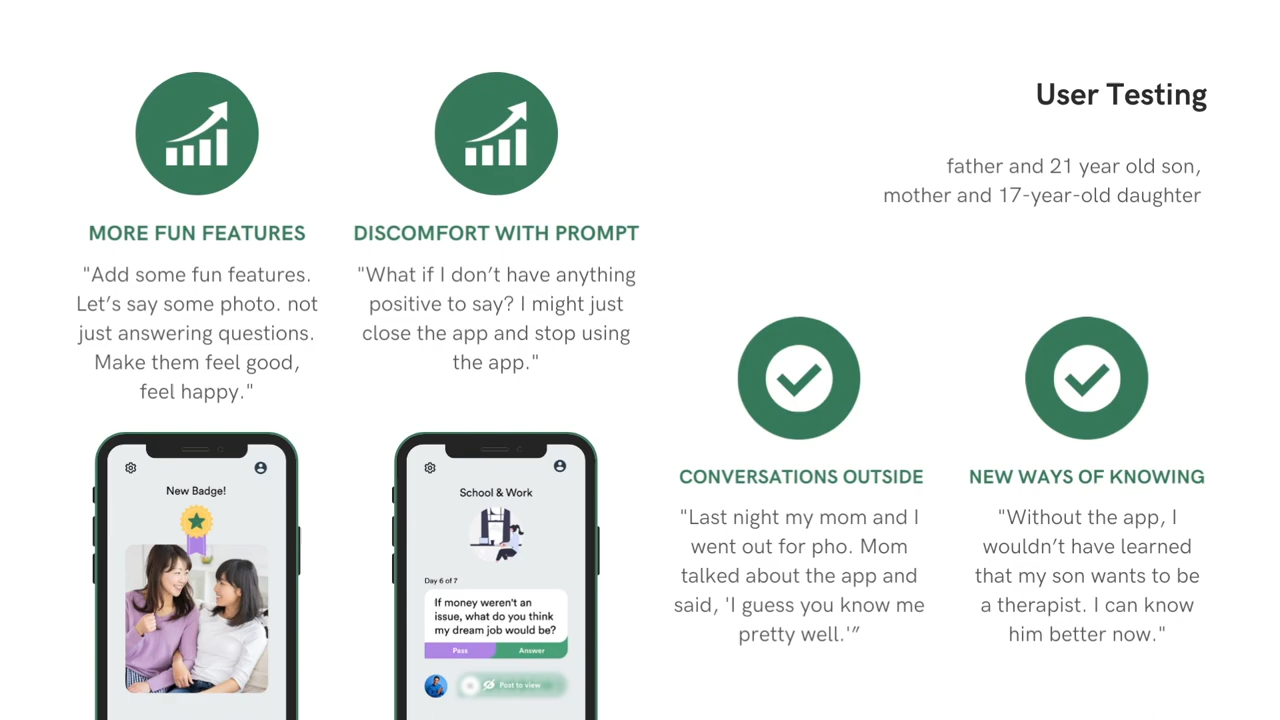 User Testing
father and 21 year old son,
mother and 17-year-old daughter
MORE FUN FEATURES
"Add some fun features.
Let’s say some photo. not
just answering questions.
Make them feel good,
feel happy."
New Badge!
DISCOMFORT WITH PROMPT
"What if I don’t have anything
positive to say? I might just
close the app and stop using
the app."
School & Work
Day 6 of 7
If money weren't an
issue, what do you think
my dream job would be?
Pass
Answer
Post to view
CONVERSATIONS OUTSIDE
"Last night my mom and I
went out for pho. Mom
talked about the app and
said, 'I guess you know me
pretty well.'”
NEW WAYS OF KNOWING
"Without the app, I
wouldn’t have learned
that my son wants to be
a therapist. I can know
him better now."